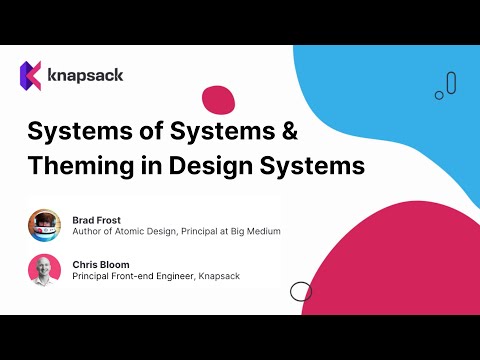 knapsack
Systems of Systems &
Theming in Design Systems
Brad Frost
Author of Atomic Design, Principal at Big Medium
Chris Bloom
Principal Front-end Engineer, Knapsack